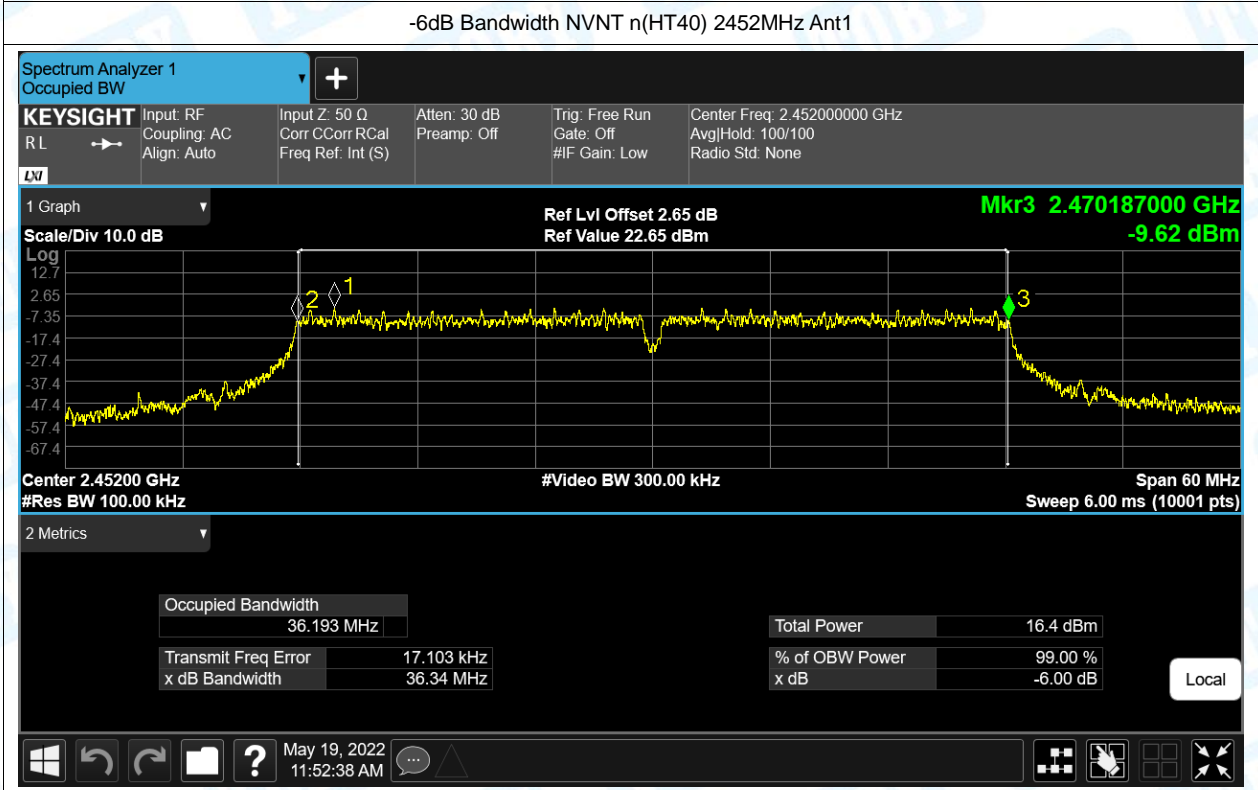 -6dB Bandwidth NVNT n(HT40) 2452MHz Ant1
Spectrum Analyzer 1
Occupied BW
KEYSIGHT
R L
LXI
Input: RF
Coupling: AC
Align: Auto
Input Z: 50 Ω
Corr CCorr RCal
Freq Ref: Int (S)
Atten: 30 dB
Preamp: Off
Trig: Free Run
Gate: Off
#IF Gain: Low
Center Freq: 2.452000000 GHz
Avg|Hold: 100/100
Radio Std: None
1 Graph
Scale/Div 10.0 dB
Ref Lvl Offset 2.65 dB
Ref Value 22.65 dBm
Mkr3 2.470187000 GHz
-9.62 dBm
Log
12.7
2.65
-7.35
-17.4
-27.4
-37.4
-47.4
-57.4
-67.4
2
1
3
Center 2.45200 GHz
#Video BW 300.00 kHz
Span 60 MHz
#Res BW 100.00 kHz
Sweep 6.00 ms (10001 pts)
2 Metrics
Occupied Bandwidth
36.193 MHz
Transmit Freq Error 17.103 kHz
x dB Bandwidth 36.34 MHz
Total Power 16.4 dBm
% of OBW Power 99.00 %
x dB -6.00 dB
Local
?
May 19, 2022
11:52:38 AM